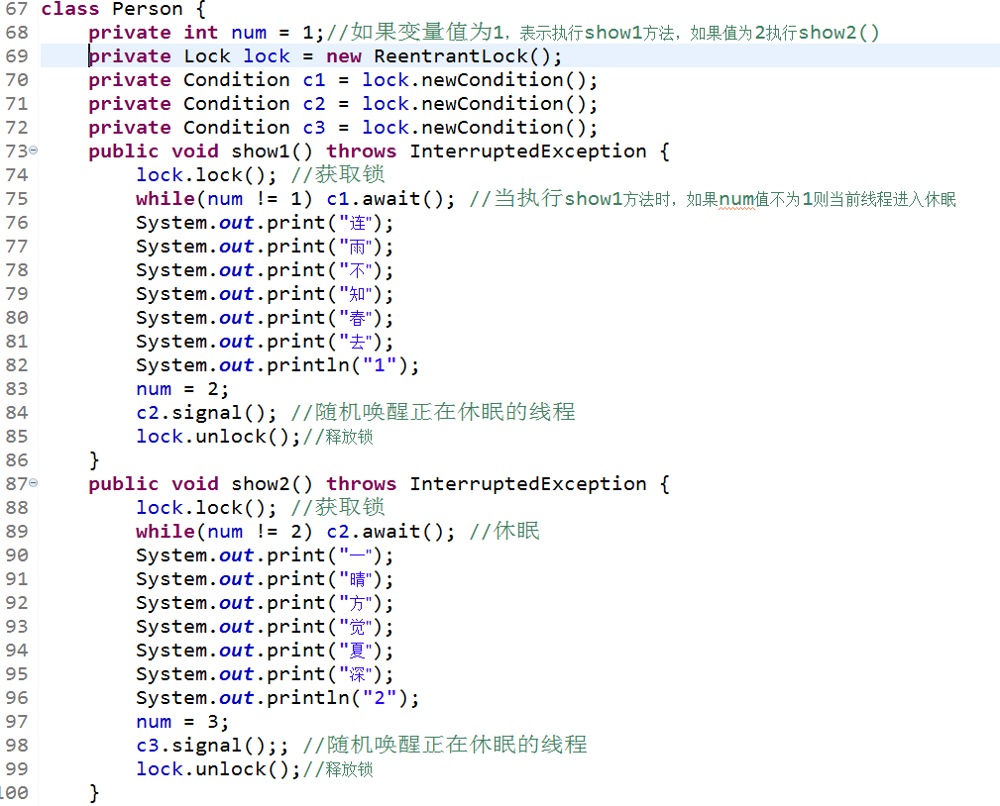 67 class Person {
68     private int num = 1;//如果变量值为1，表示执行show1方法，如果值为2执行show2()
69     private Lock lock = new ReentrantLock();
70     private Condition c1 = lock.newCondition();
71     private Condition c2 = lock.newCondition();
72     private Condition c3 = lock.newCondition();
73     public void show1() throws InterruptedException {
74         lock.lock(); //获取锁
75         while(num != 1) c1.await(); //当执行show1方法时，如果num值不为1则当前线程进入休眠
76         System.out.print("连");
77         System.out.print("雨");
78         System.out.print("不");
79         System.out.print("知");
80         System.out.print("春");
81         System.out.print("去");
82         System.out.println("1");
83         num = 2;
84         c2.signal(); //随机唤醒正在休眠的线程
85         lock.unlock();//释放锁
86     }
87     public void show2() throws InterruptedException {
88         lock.lock(); //获取锁
89         while(num != 2) c2.await(); //休眠
90         System.out.print("一");
91         System.out.print("晴");
92         System.out.print("方");
93         System.out.print("觉");
94         System.out.print("夏");
95         System.out.print("深");
96         System.out.println("2");
97         num = 3;
98         c3.signal();; //随机唤醒正在休眠的线程
99         lock.unlock();//释放锁
100     }